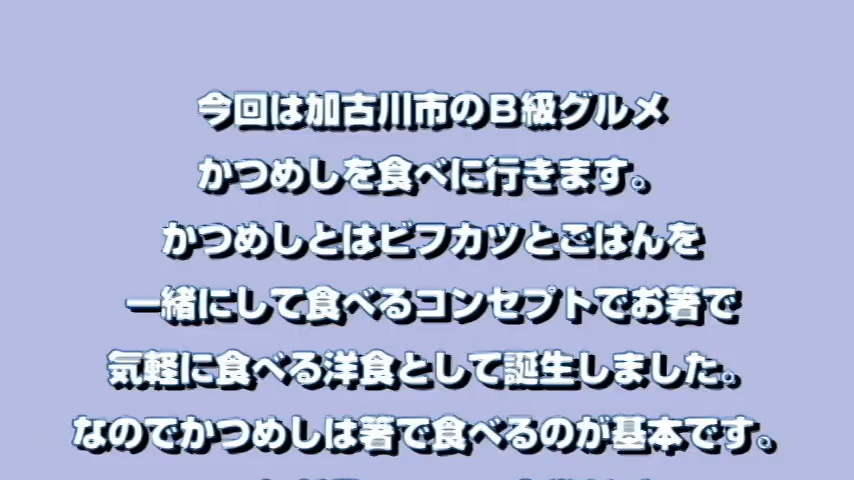 今回は加古川市のB級グルメ
かつめしを食べに行きます。
かつめしとはビフカツとごはんを
一緒にして食べるコンセプトでお箸で
気軽に食べる洋食として誕生しました。
なのでかつめしは箸で食べるのが基本です。